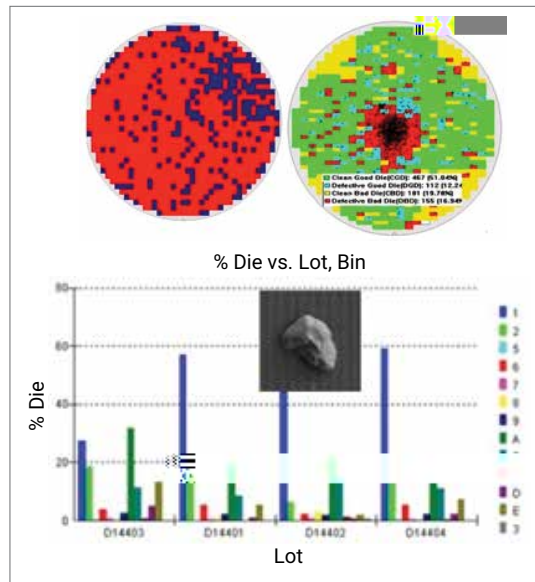 Clean Good Die(CGD): 467 (51.04%)
Defective Good Die(DGD): 112 (12.24
Clean Bad Die(CBD): 181 (19.78%)
Defective Bad Die(DBD): 155 (16.94%
% Die vs. Lot, Bin
80
60
40
20
0
% Die
D14403
D14401
D14402
D14404
Lot
1
2
5
6
7
8
9
A
D
E
3